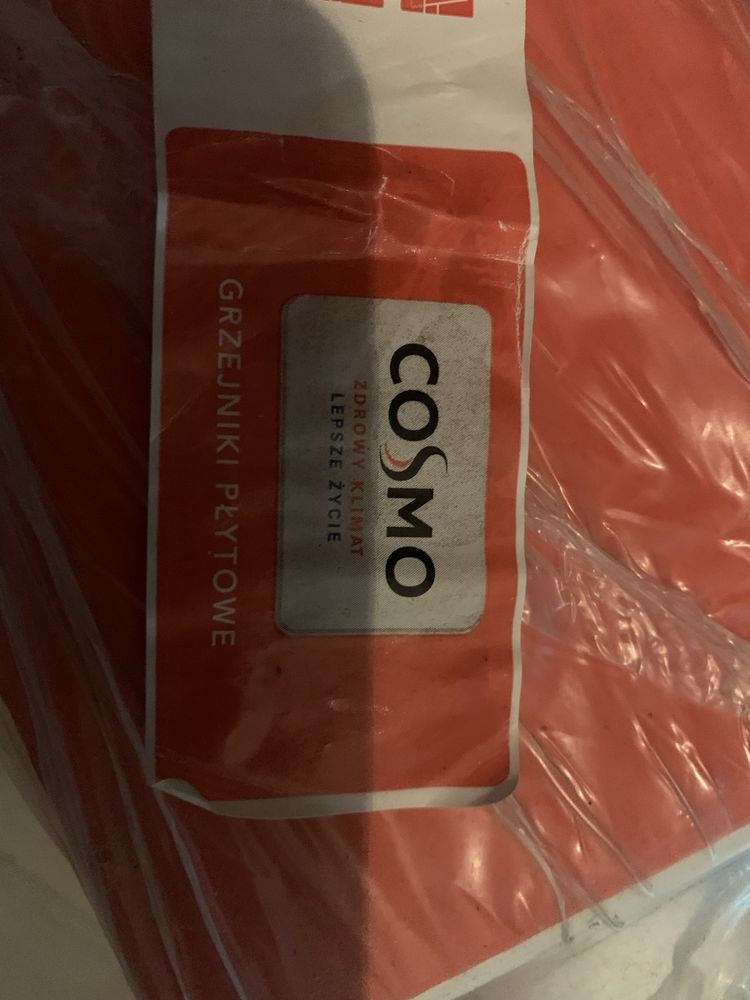 COSMO
ZDROWY KLIMAT
LEPSZE ŻYCIE
GRZEJNIKI PŁYTOWE